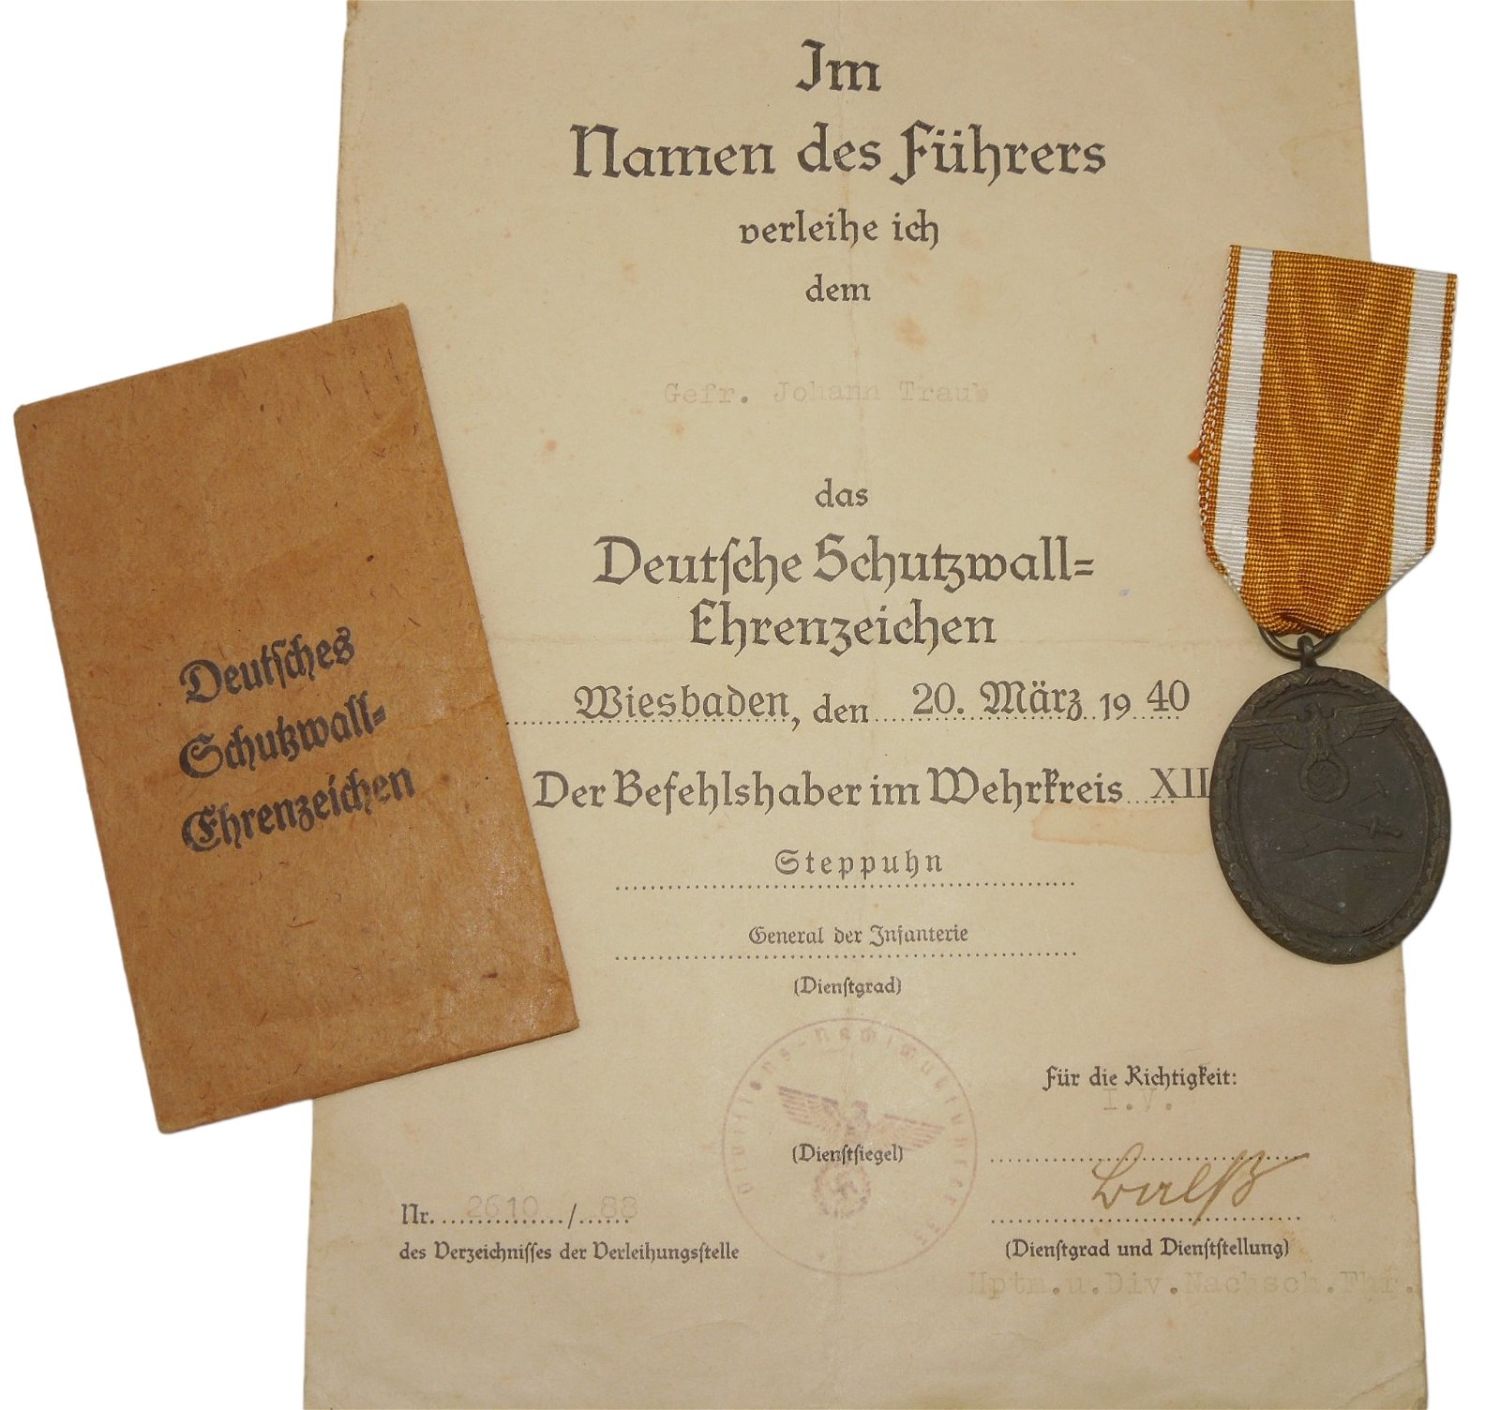 Im
Namen des Führers
verleihe ich
dem
Gefr. Johann Traub
das
Deutsche Schutzwall=
Ehrenzeichen
Wiesbaden, den 20. März 1940
Der Befehlshaber im Wehrkreis XII
Steppuhn
General der Infanterie
(Dienstgrad)
Für die Richtigkeit:
I.V.
(Dienstsiegel)
Nr. 2610 / 88
des Verzeichnisses der Verleihungsstelle
(Dienstgrad und Dienststellung)
Hptm.u.Div.Nachsch.Fhr.
Deutsches
Schutzwall=
Ehrenzeichen